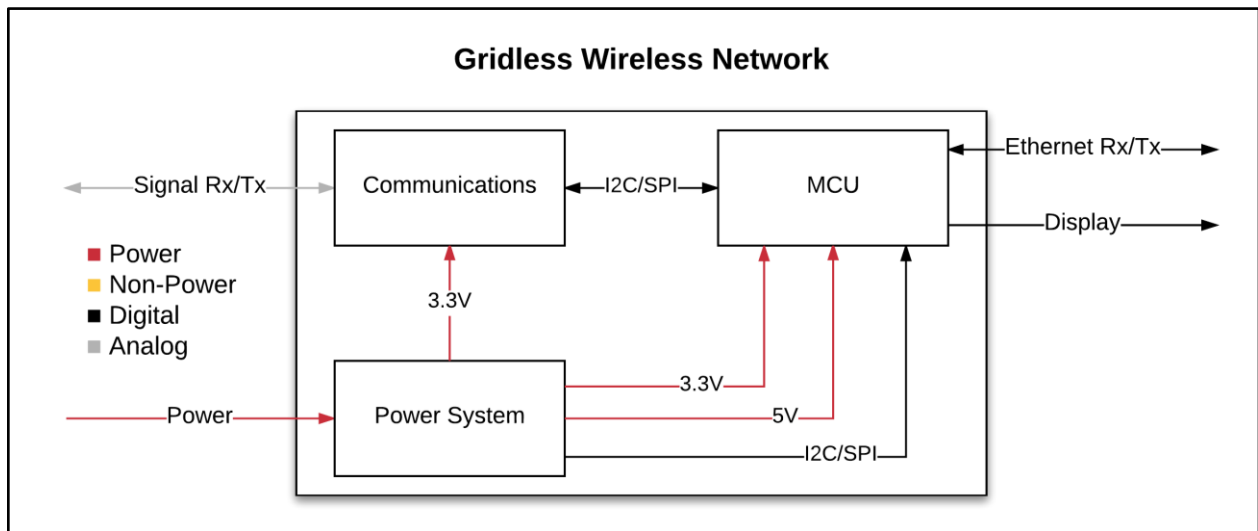 Gridless Wireless Network
Ethernet Rx/Tx
Signal Rx/Tx
Communications
I2C/SPI
MCU
Display
Power
Non-Power
Digital
Analog
3.3V
3.3V
Power
Power System
5V
I2C/SPI